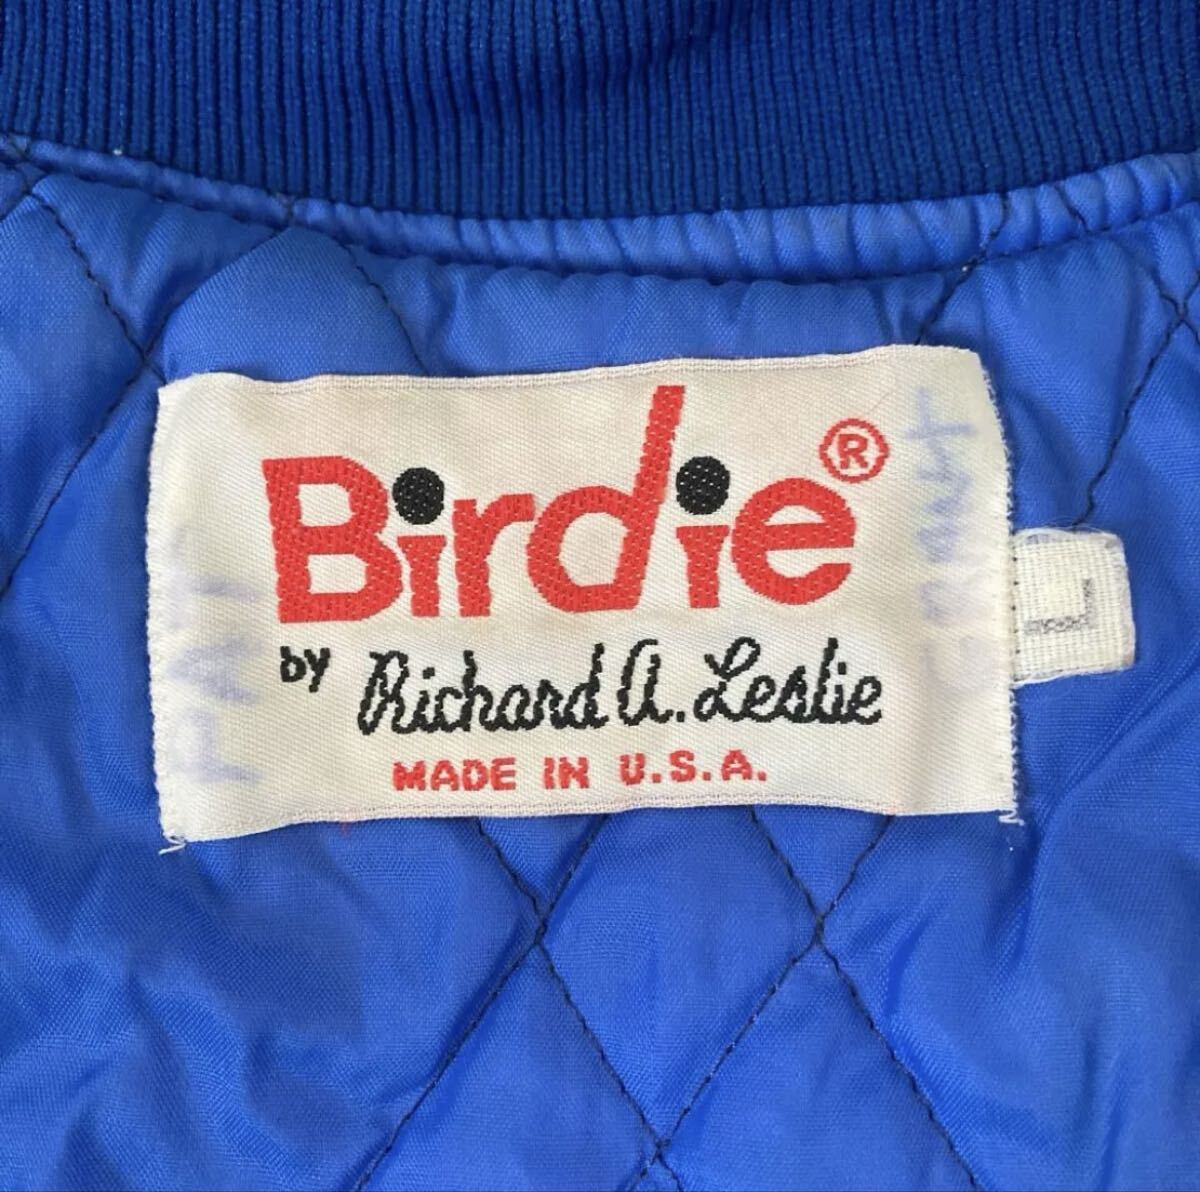 Birdie®
by Richard A. Leslie
MADE IN U.S.A.
L